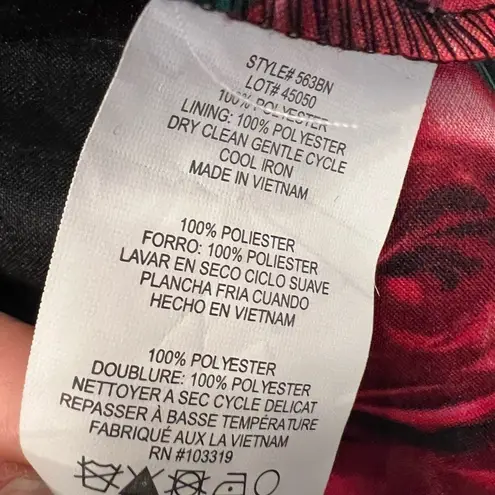 STYLE# 563BN
LOT# 45050
100% POLYESTER
LINING: 100% POLYESTER
DRY CLEAN GENTLE CYCLE
COOL IRON
MADE IN VIETNAM
100% POLIESTER
FORRO: 100% POLIESTER
LAVAR EN SECO CICLO SUAVE
PLANCHA FRIA CUANDO
HECHO EN VIETNAM
100% POLYESTER
DOUBLURE: 100% POLYESTER
NETTOYER A SEC CYCLE DELICAT
REPASSER À BASSE TEMPÉRATURE
FABRIQUÉ AUX LA VIETNAM
RN #103319